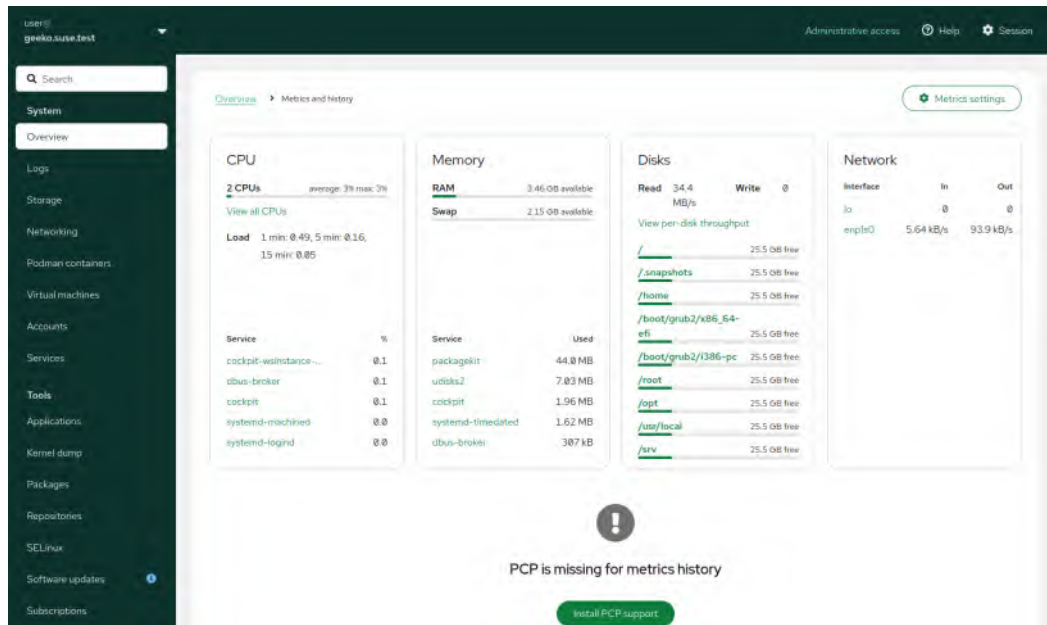 user@
geeko.suse.test
Administrative access
Help
Session
Search
System
Overview
Logs
Storage
Networking
Podman containers
Virtual machines
Accounts
Services
Tools
Applications
Kernel dump
Packages
Repositories
SELinux
Software updates
Subscriptions
Overview > Metrics and history
Metrics settings
CPU
2 CPUs average: 3% max: 3%
View all CPUs
Load 1 min: 0.49, 5 min: 0.16,
15 min: 0.05
Service %
cockpit-wsinstance-... 0.1
dbus-broker 0.1
cockpit 0.1
systemd-machined 0.0
systemd-logind 0.0
Memory
RAM 3.46 GB available
Swap 2.15 GB available
Service Used
packagekit 44.0 MB
udisks2 7.03 MB
cockpit 1.96 MB
systemd-timedated 1.62 MB
dbus-broker 307 kB
Disks
Read 34.4 Write 0
MB/s
View per-disk throughput
/ 25.5 GB free
/.snapshots 25.5 GB free
/home 25.5 GB free
/boot/grub2/x86_64-
efi 25.5 GB free
/boot/grub2/i386-pc 25.5 GB free
/root 25.5 GB free
/opt 25.5 GB free
/usr/local 25.5 GB free
/srv 25.5 GB free
Network
Interface In Out
lo 0 0
enp1s0 5.64 kB/s 93.9 kB/s
PCP is missing for metrics history
Install PCP support